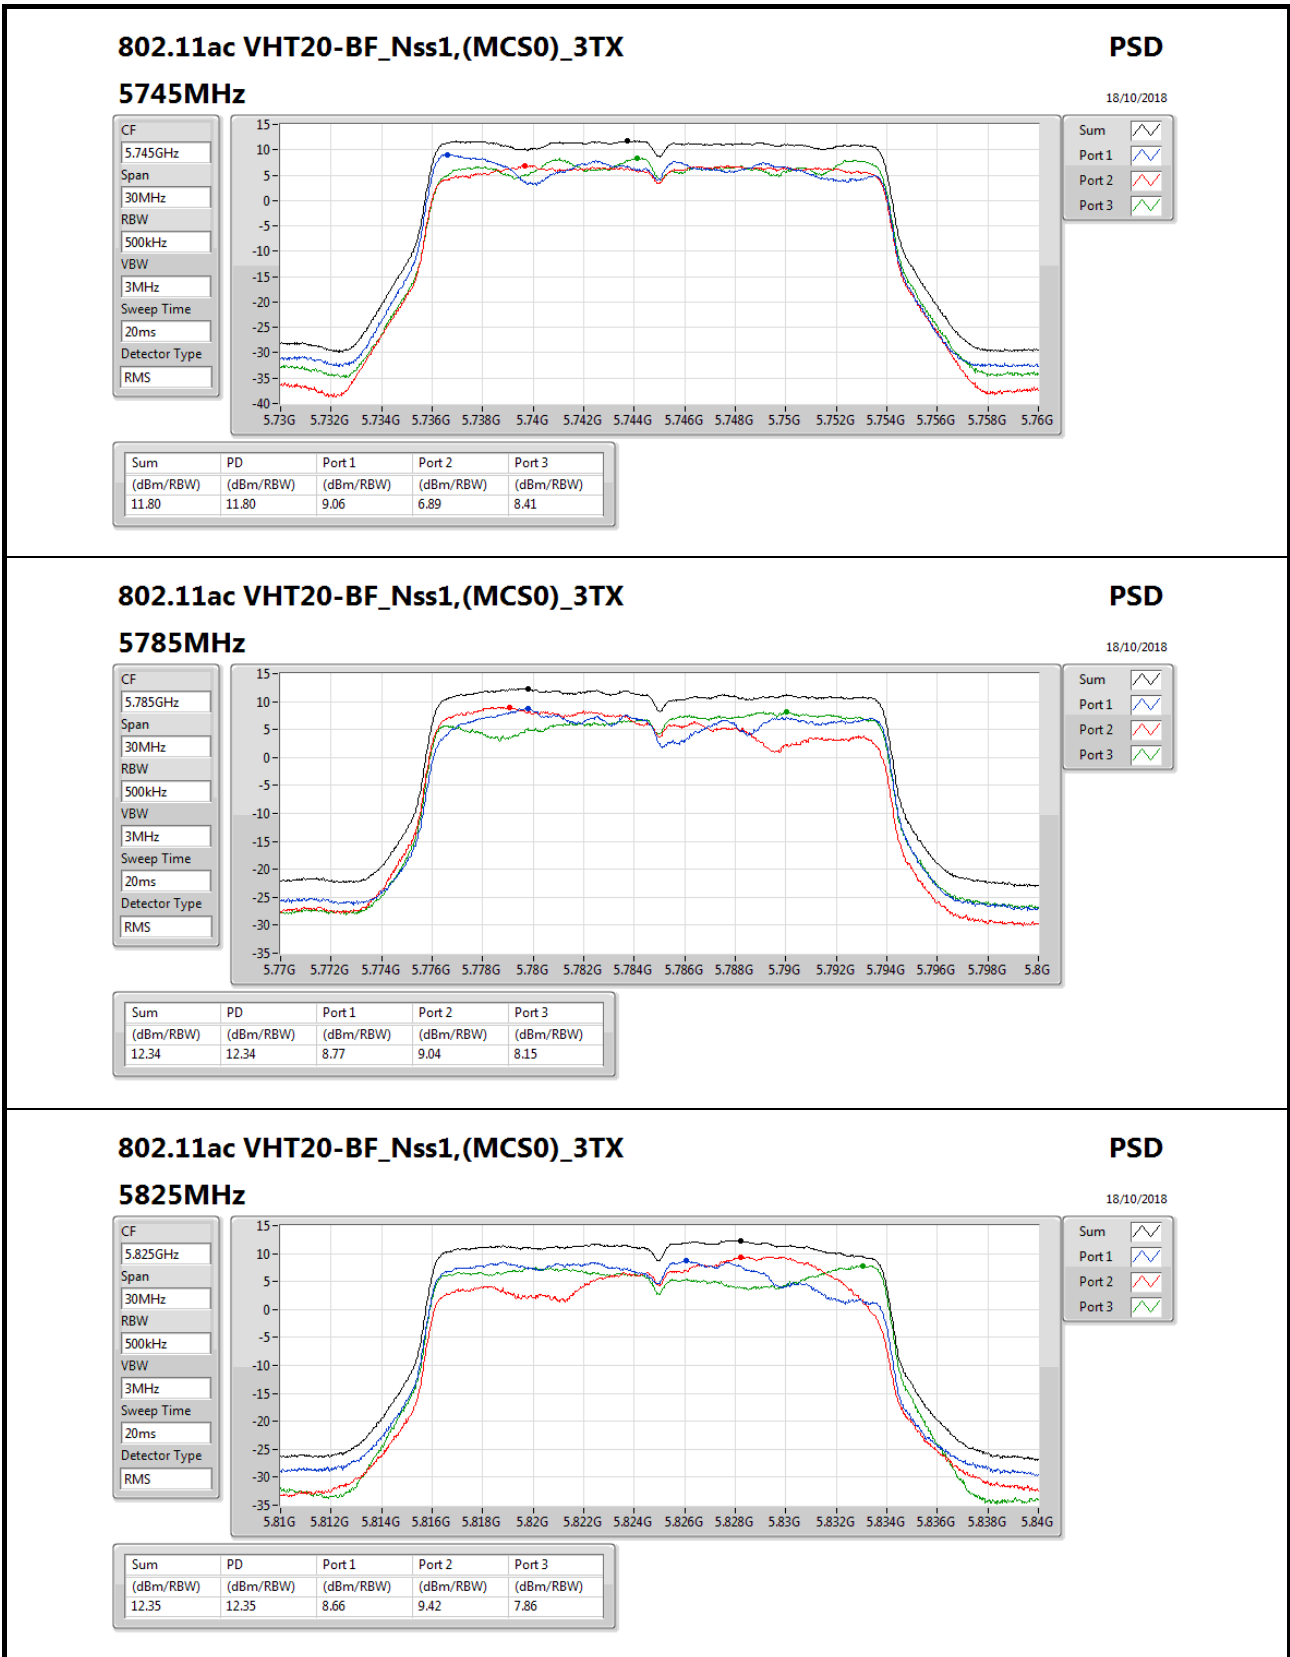 802.11ac VHT20-BF_Nss1,(MCS0)_3TX PSD
5745MHz 18/10/2018
CF
5.745GHz
Span
30MHz
RBW
500kHz
VBW
3MHz
Sweep Time
20ms
Detector Type
RMS
15
10
5
0
-5
-10
-15
-20
-25
-30
-35
-40
5.73G 5.732G 5.734G 5.736G 5.738G 5.74G 5.742G 5.744G 5.746G 5.748G 5.75G 5.752G 5.754G 5.756G 5.758G 5.76G
Sum
Port 1
Port 2
Port 3
Sum PD Port 1 Port 2 Port 3
(dBm/RBW) (dBm/RBW) (dBm/RBW) (dBm/RBW) (dBm/RBW)
11.80 11.80 9.06 6.89 8.41
802.11ac VHT20-BF_Nss1,(MCS0)_3TX PSD
5785MHz 18/10/2018
CF
5.785GHz
Span
30MHz
RBW
500kHz
VBW
3MHz
Sweep Time
20ms
Detector Type
RMS
15
10
5
0
-5
-10
-15
-20
-25
-30
-35
5.77G 5.772G 5.774G 5.776G 5.778G 5.78G 5.782G 5.784G 5.786G 5.788G 5.79G 5.792G 5.794G 5.796G 5.798G 5.8G
Sum
Port 1
Port 2
Port 3
Sum PD Port 1 Port 2 Port 3
(dBm/RBW) (dBm/RBW) (dBm/RBW) (dBm/RBW) (dBm/RBW)
12.34 12.34 8.77 9.04 8.15
802.11ac VHT20-BF_Nss1,(MCS0)_3TX PSD
5825MHz 18/10/2018
CF
5.825GHz
Span
30MHz
RBW
500kHz
VBW
3MHz
Sweep Time
20ms
Detector Type
RMS
15
10
5
0
-5
-10
-15
-20
-25
-30
-35
5.81G 5.812G 5.814G 5.816G 5.818G 5.82G 5.822G 5.824G 5.826G 5.828G 5.83G 5.832G 5.834G 5.836G 5.838G 5.84G
Sum
Port 1
Port 2
Port 3
Sum PD Port 1 Port 2 Port 3
(dBm/RBW) (dBm/RBW) (dBm/RBW) (dBm/RBW) (dBm/RBW)
12.35 12.35 8.66 9.42 7.86